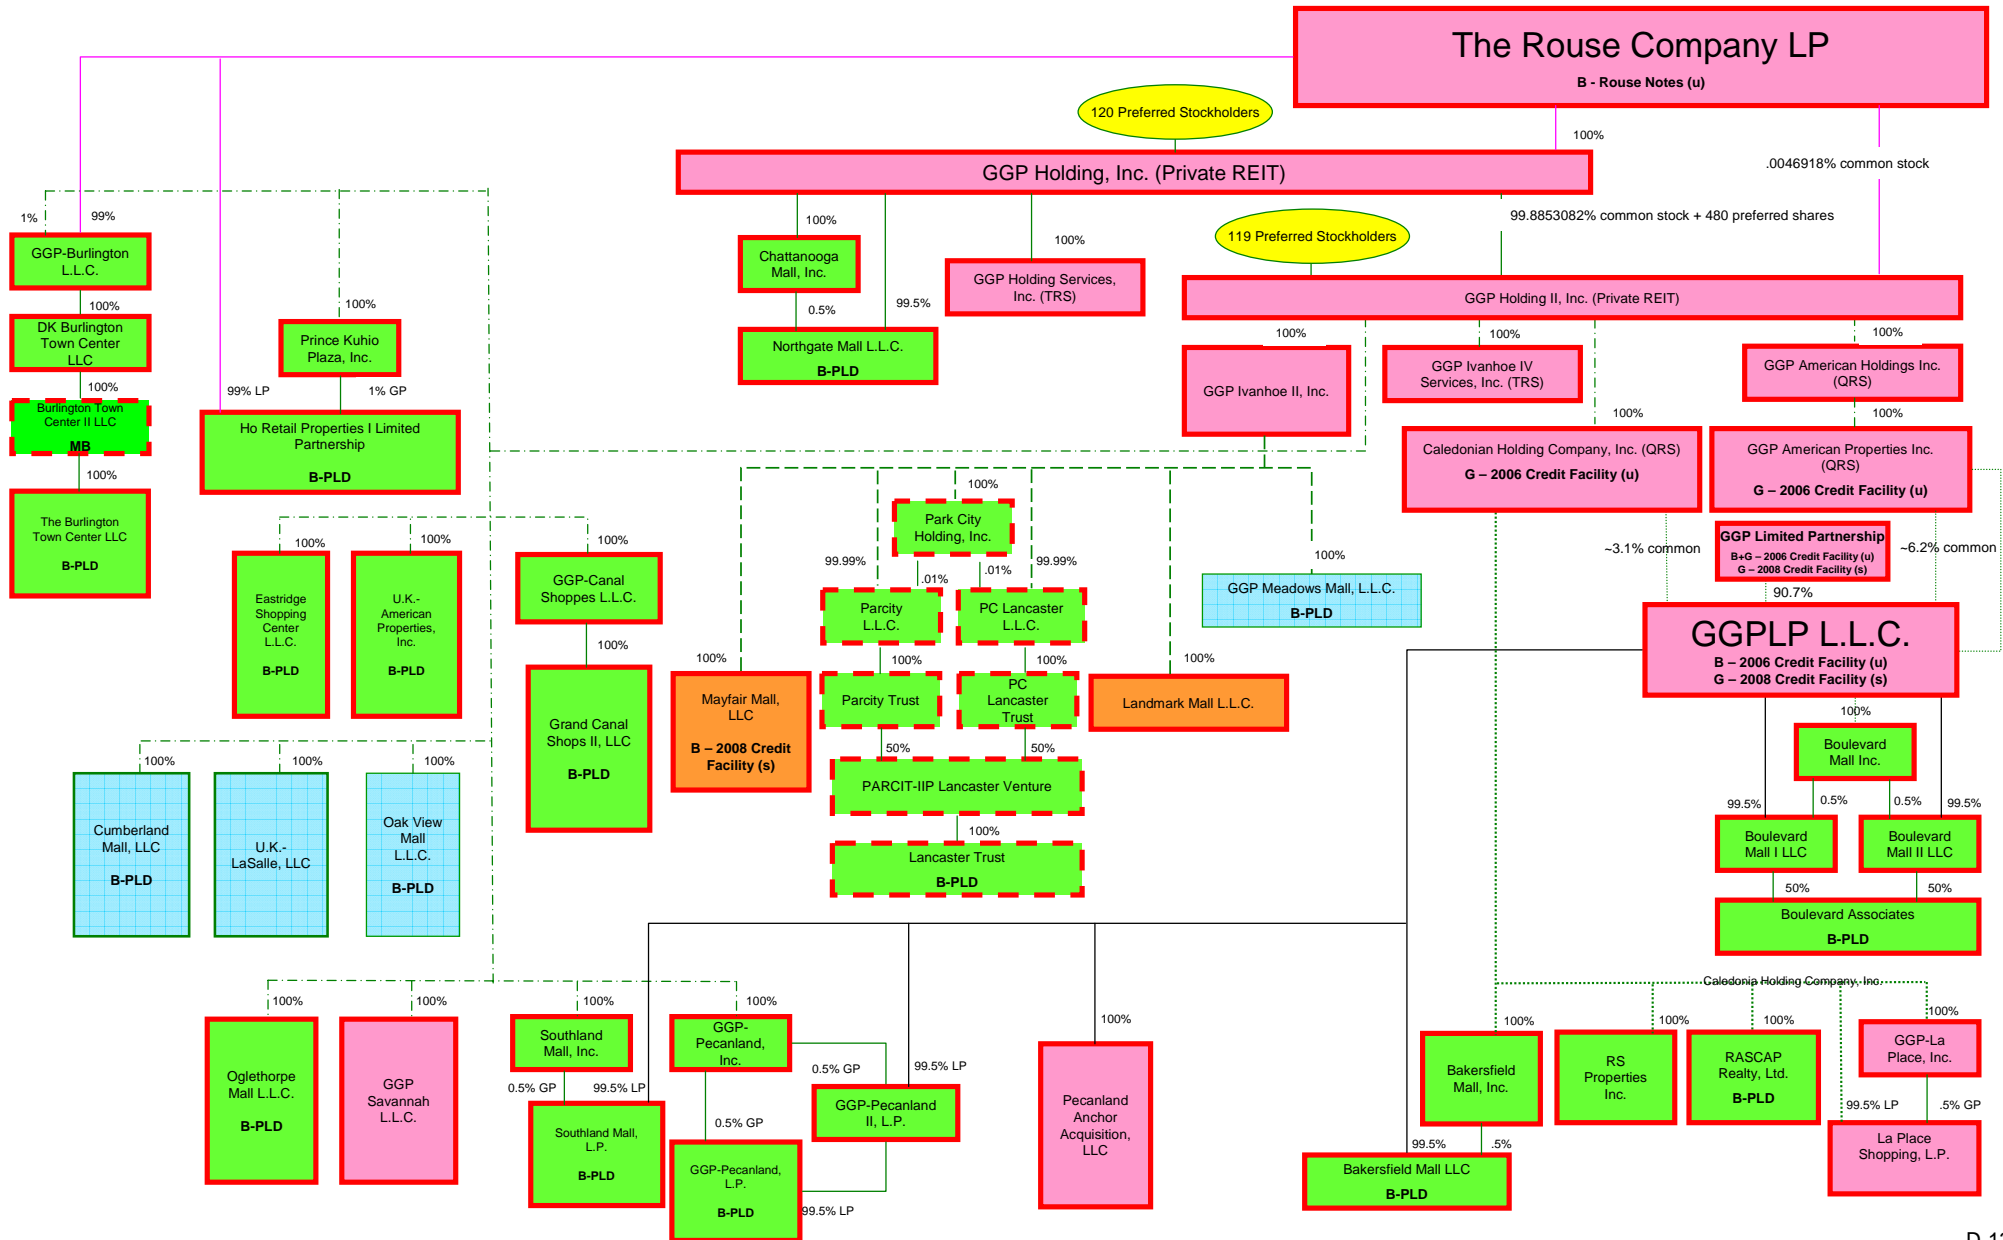 The Rouse Company LP
B - Rouse Notes (u)
120 Preferred Stockholders
100%
.0046918% common stock
GGP Holding, Inc. (Private REIT)
99.8853082% common stock + 480 preferred shares
119 Preferred Stockholders
1%
99%
GGP-Burlington
L.L.C.
100%
DK Burlington
Town Center
LLC
100%
Burlington Town
Center II LLC
MB
100%
The Burlington
Town Center LLC
B-PLD
100%
Prince Kuhio
Plaza, Inc.
99% LP
1% GP
Ho Retail Properties I Limited
Partnership
B-PLD
100%
Chattanooga
Mall, Inc.
0.5%
99.5%
Northgate Mall L.L.C.
B-PLD
100%
GGP Holding Services,
Inc. (TRS)
GGP Holding II, Inc. (Private REIT)
100%
GGP Ivanhoe II, Inc.
100%
GGP Ivanhoe IV
Services, Inc. (TRS)
100%
GGP American Holdings Inc.
(QRS)
100%
Caledonian Holding Company, Inc. (QRS)
G – 2006 Credit Facility (u)
100%
GGP American Properties Inc.
(QRS)
G – 2006 Credit Facility (u)
~3.1% common
GGP Limited Partnership
B+G – 2006 Credit Facility (u)
G – 2008 Credit Facility (s)
~6.2% common
90.7%
GGPLP L.L.C.
B – 2006 Credit Facility (u)
G – 2008 Credit Facility (s)
100%
Boulevard
Mall Inc.
99.5%
0.5%
0.5%
99.5%
Boulevard
Mall I LLC
Boulevard
Mall II LLC
50%
50%
Boulevard Associates
B-PLD
100%
Eastridge
Shopping
Center
L.L.C.
B-PLD
100%
U.K.-
American
Properties,
Inc.
B-PLD
100%
GGP-Canal
Shoppes L.L.C.
100%
Grand Canal
Shops II, LLC
B-PLD
100%
Park City
Holding, Inc.
99.99%
.01%
.01%
99.99%
Parcity
L.L.C.
PC Lancaster
L.L.C.
100%
100%
Parcity Trust
PC
Lancaster
Trust
50%
50%
PARCIT-IIP Lancaster Venture
100%
Lancaster Trust
B-PLD
100%
Mayfair Mall,
LLC
B – 2008 Credit
Facility (s)
100%
Landmark Mall L.L.C.
100%
GGP Meadows Mall, L.L.C.
B-PLD
100%
Cumberland
Mall, LLC
B-PLD
100%
U.K.-
LaSalle, LLC
100%
Oak View
Mall
L.L.C.
B-PLD
100%
Oglethorpe
Mall L.L.C.
B-PLD
100%
GGP
Savannah
L.L.C.
100%
Southland
Mall, Inc.
0.5% GP
99.5% LP
Southland Mall,
L.P.
B-PLD
100%
GGP-
Pecanland,
Inc.
0.5% GP
99.5% LP
GGP-Pecanland
II, L.P.
0.5% GP
GGP-Pecanland,
L.P.
B-PLD
99.5% LP
100%
Pecanland
Anchor
Acquisition,
LLC
Caledonia Holding Company, Inc.
100%
Bakersfield
Mall, Inc.
99.5%
.5%
Bakersfield Mall LLC
B-PLD
100%
RS
Properties
Inc.
100%
RASCAP
Realty, Ltd.
B-PLD
100%
GGP-La
Place, Inc.
99.5% LP
.5% GP
La Place
Shopping, L.P.